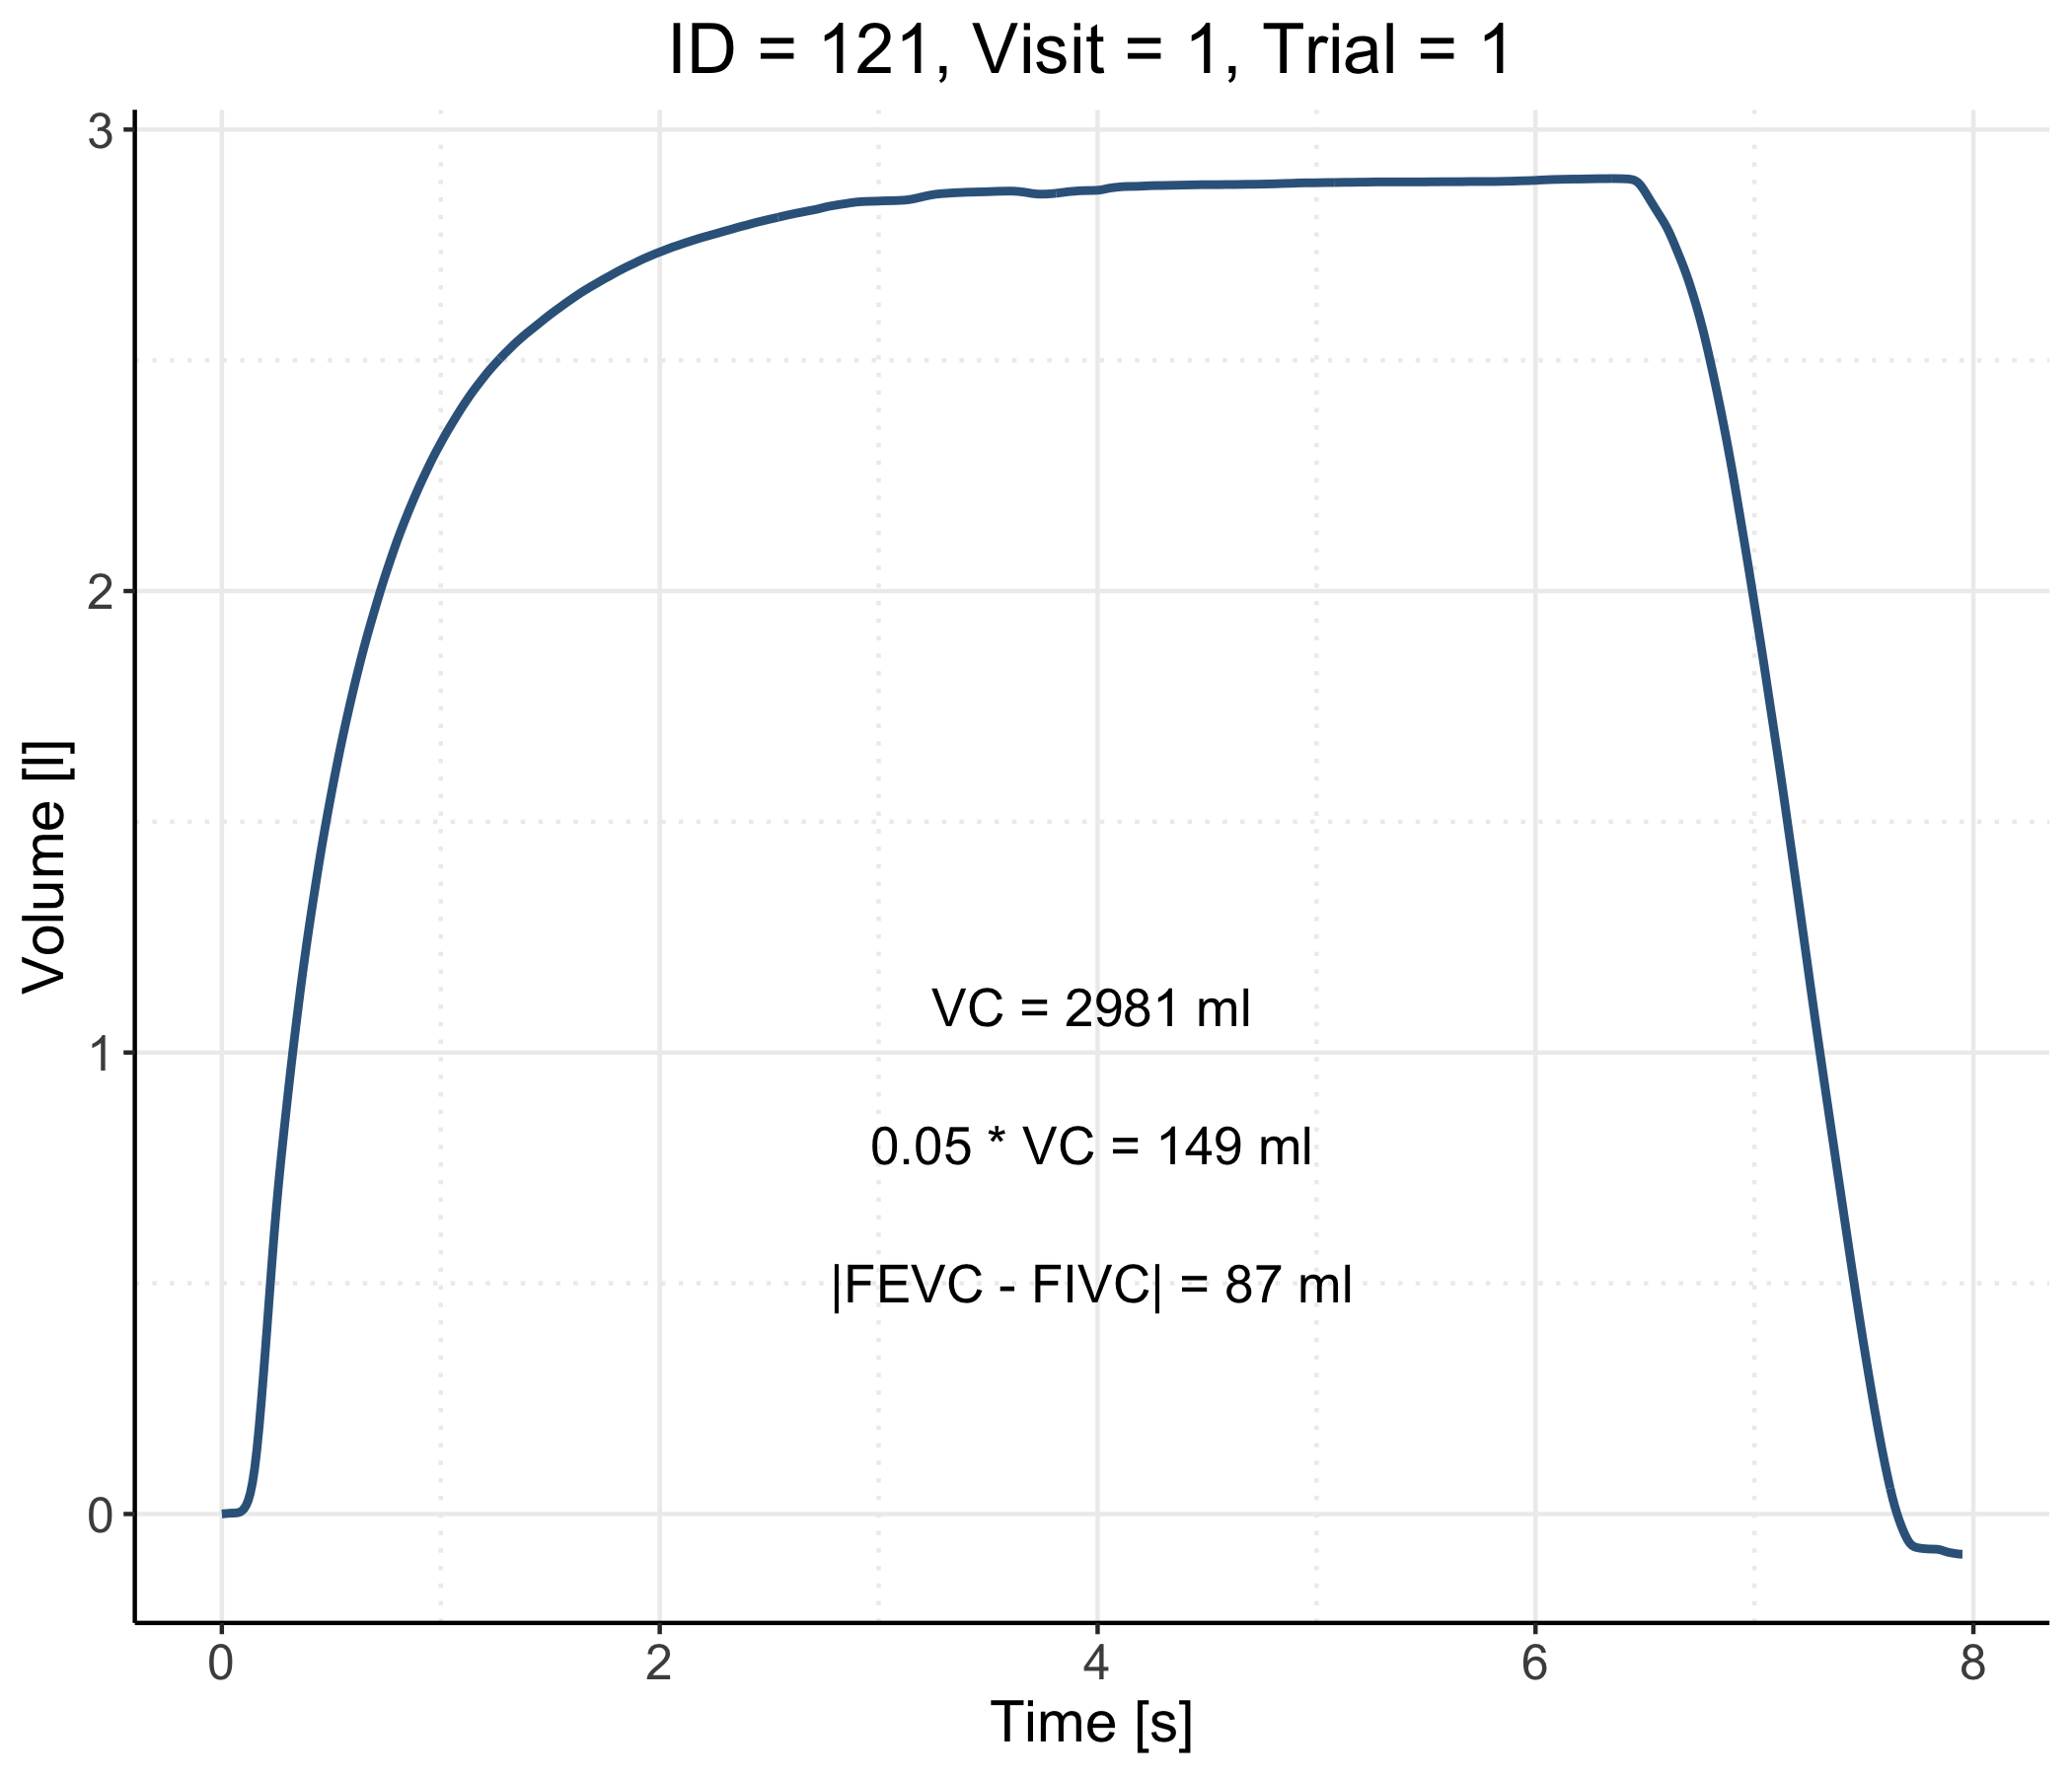 ID = 121, Visit = 1, Trial = 1
3
2
1
0
Volume [l]
VC = 2981 ml
0.05 * VC = 149 ml
|FEVC - FIVC| = 87 ml
0 2 4 6 8
Time [s]